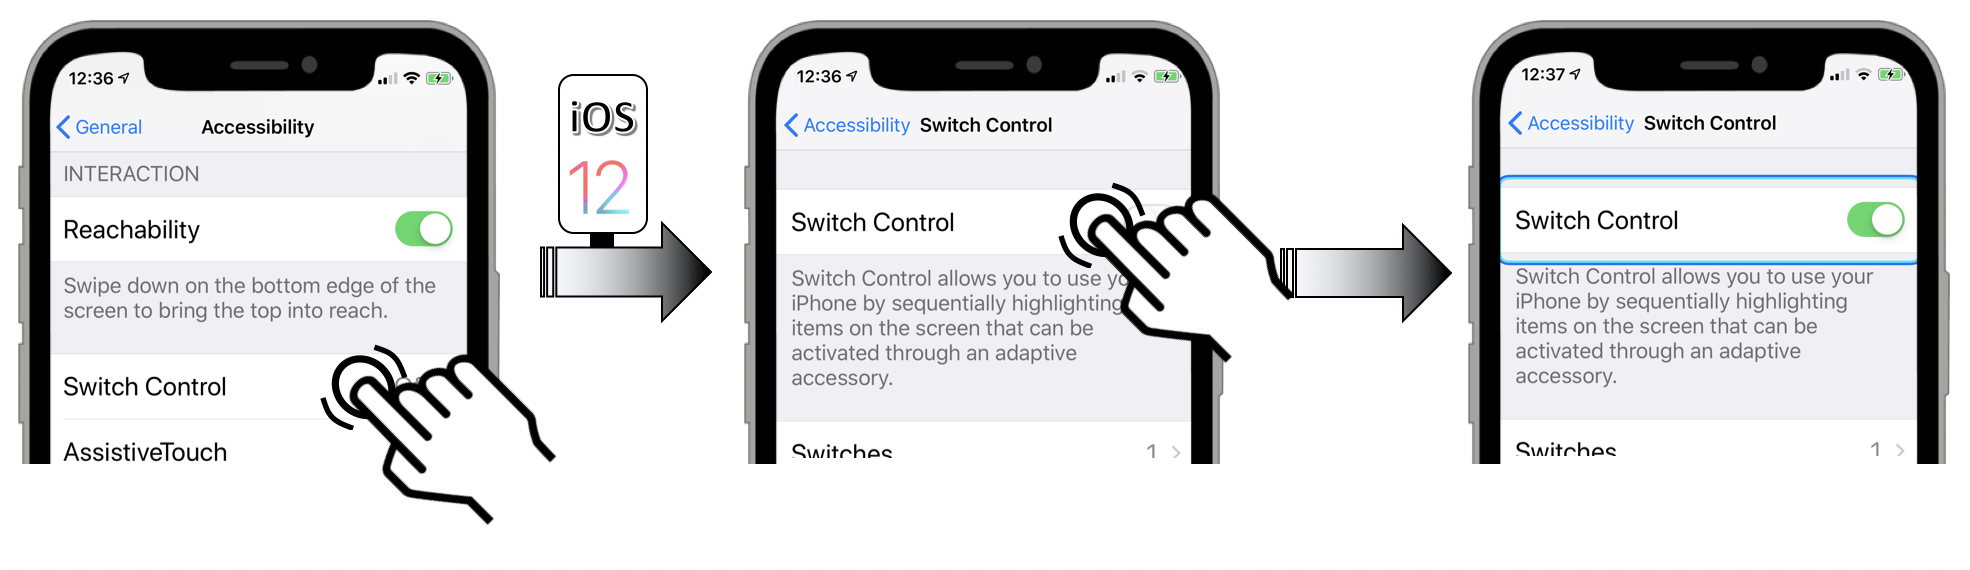 12:36
General
Accessibility
INTERACTION
Reachability
Swipe down on the bottom edge of the
screen to bring the top into reach.
Switch Control
AssistiveTouch
iOS
12
12:36
Accessibility
Switch Control
Switch Control
Switch Control allows you to use
iPhone by sequentially highlighting
items on the screen that can be
activated through an adaptive
accessory.
Switches 1
12:37
Accessibility
Switch Control
Switch Control
Switch Control allows you to use your
iPhone by sequentially highlighting
items on the screen that can be
activated through an adaptive
accessory.
Switches 1